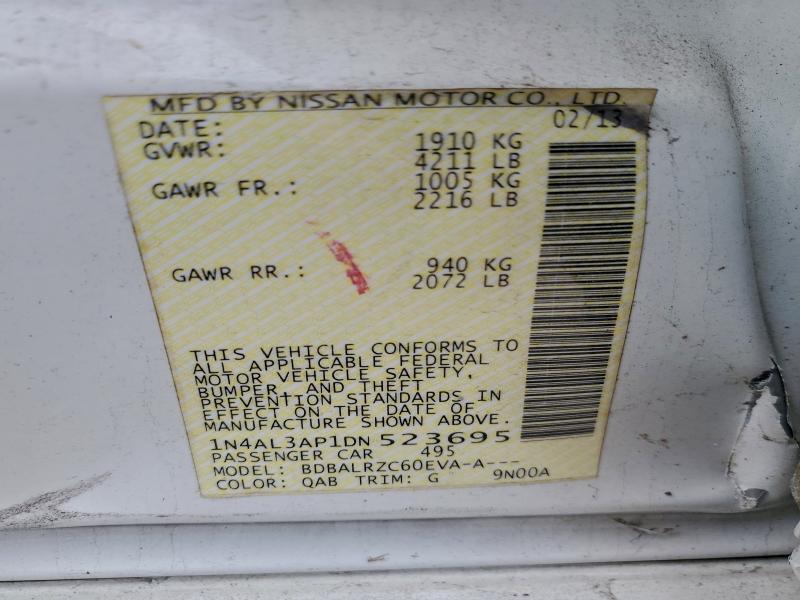 MFD BY NISSAN MOTOR CO., LTD.
DATE: 02/13
GVWR: 1910 KG
4211 LB
GAWR FR.: 1005 KG
2216 LB
GAWR RR.: 940 KG
2072 LB
THIS VEHICLE CONFORMS TO
ALL APPLICABLE FEDERAL
MOTOR VEHICLE SAFETY,
BUMPER, AND THEFT
PREVENTION STANDARDS IN
EFFECT ON THE DATE OF
MANUFACTURE SHOWN ABOVE.
1N4AL3AP1DN 523695
PASSENGER CAR 495
MODEL: BDBALRZC60EVA-A---
COLOR: QAB TRIM: G 9N00A